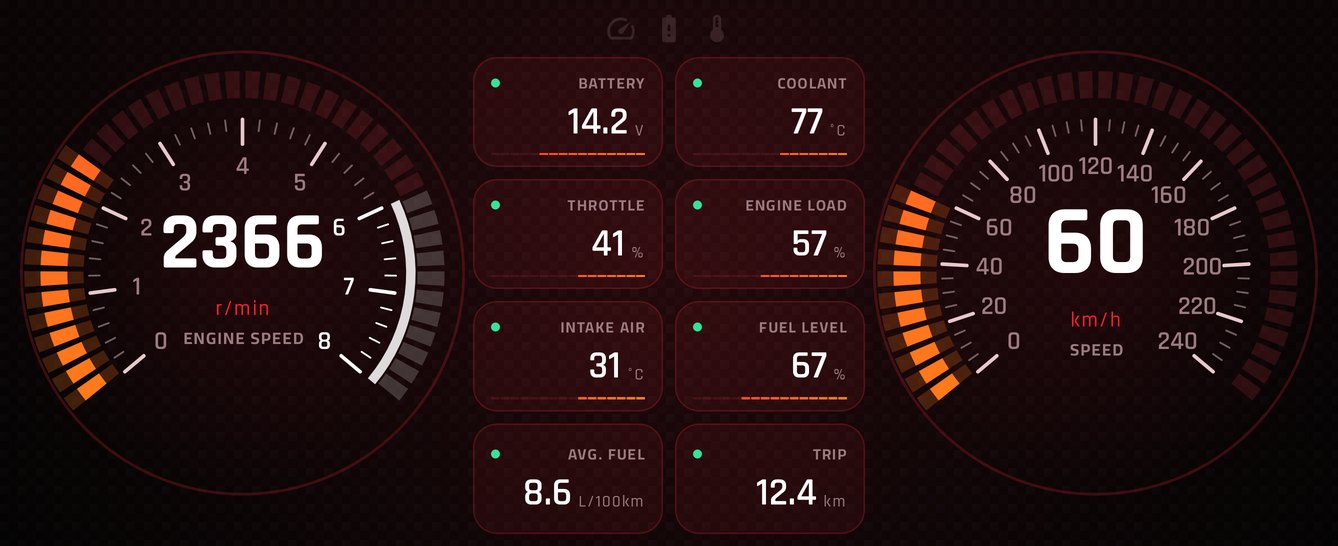 0
1
2
3
4
5
6
7
8
2366
r/min
ENGINE SPEED
BATTERY
14.2 V
COOLANT
77 °C
THROTTLE
41 %
ENGINE LOAD
57 %
INTAKE AIR
31 °C
FUEL LEVEL
67 %
AVG. FUEL
8.6 L/100km
TRIP
12.4 km
0
20
40
60
80
100
120
140
160
180
200
220
240
60
km/h
SPEED